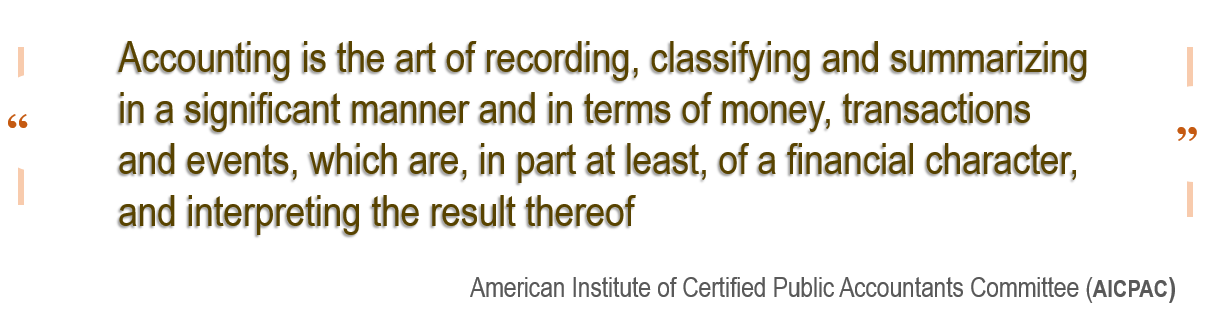 Accounting is the art of recording, classifying and summarizing
in a significant manner and in terms of money, transactions
“ ”
and events, which are, in part at least, of a financial character,
and interpreting the result thereof
American Institute of Certified Public Accountants Committee (AICPAC)